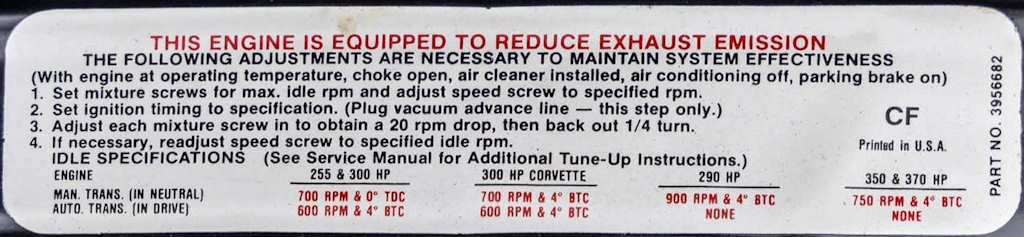 THIS ENGINE IS EQUIPPED TO REDUCE EXHAUST EMISSION
THE FOLLOWING ADJUSTMENTS ARE NECESSARY TO MAINTAIN SYSTEM EFFECTIVENESS
(With engine at operating temperature, choke open, air cleaner installed, air conditioning off, parking brake on)
1. Set mixture screws for max. idle rpm and adjust speed screw to specified rpm.
2. Set ignition timing to specification. (Plug vacuum advance line — this step only.)
3. Adjust each mixture screw in to obtain a 20 rpm drop, then back out 1/4 turn.
4. If necessary, readjust speed screw to specified idle rpm.
IDLE SPECIFICATIONS (See Service Manual for Additional Tune-Up Instructions.)
CF
Printed in U.S.A.
PART NO. 3956682
ENGINE 255 & 300 HP 300 HP CORVETTE 290 HP 350 & 370 HP
MAN. TRANS. (IN NEUTRAL) 700 RPM & 0° TDC 700 RPM & 4° BTC 900 RPM & 4° BTC 750 RPM & 4° BTC
AUTO. TRANS. (IN DRIVE) 600 RPM & 4° BTC 600 RPM & 4° BTC NONE NONE